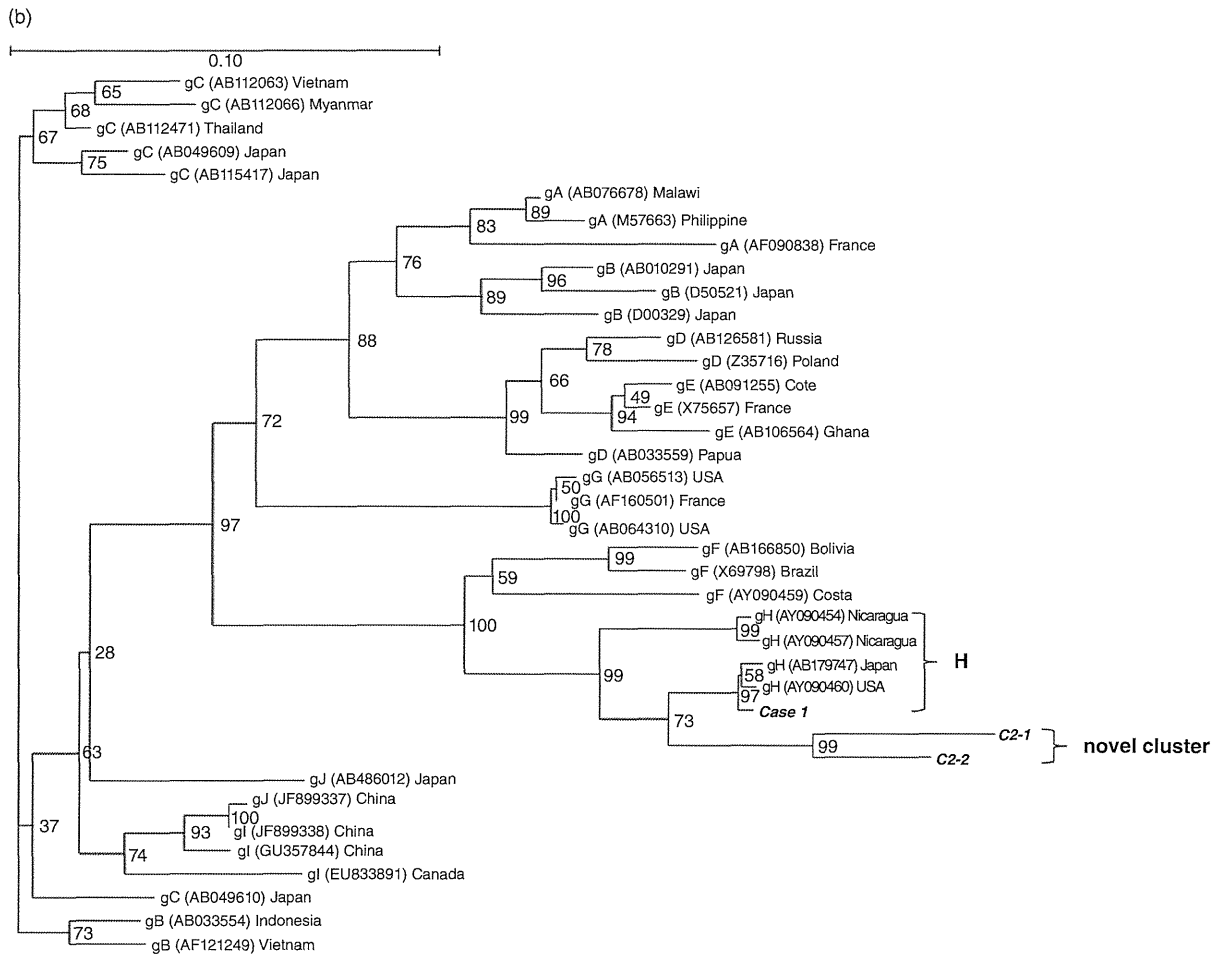 (b)
0.10
gC (AB112063) Vietnam
65
gC (AB112066) Myanmar
68
gC (AB112471) Thailand
67
gC (AB049609) Japan
75
gC (AB115417) Japan
gA (AB076678) Malawi
89
gA (M57663) Philippine
83
gA (AF090838) France
76
gB (AB010291) Japan
96
gB (D50521) Japan
89
gB (D00329) Japan
88
gD (AB126581) Russia
78
gD (Z35716) Poland
66
gE (AB091255) Cote
49
gE (X75657) France
94
99
gE (AB106564) Ghana
72
gD (AB033559) Papua
gG (AB056513) USA
50
gG (AF160501) France
100
gG (AB064310) USA
97
gF (AB166850) Bolivia
99
gF (X69798) Brazil
59
gF (AY090459) Costa
100
gH (AY090454) Nicaragua
99
gH (AY090457) Nicaragua
H
99
gH (AB179747) Japan
58
gH (AY090460) USA
97
Case 1
73
C2-1
99
novel cluster
C2-2
28
63
gJ (AB486012) Japan
gJ (JF899337) China
100
93
gI (JF899338) China
37
gI (GU357844) China
74
gI (EU833891) Canada
gC (AB049610) Japan
gB (AB033554) Indonesia
73
gB (AF121249) Vietnam